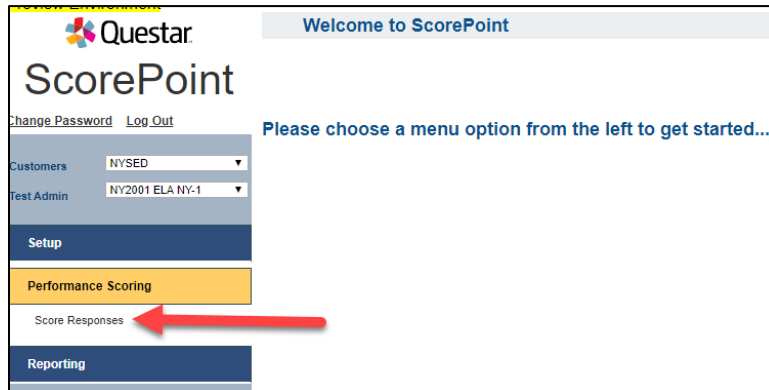 Questar
Welcome to ScorePoint
ScorePoint
Change Password Log Out
Please choose a menu option from the left to get started...
Customers NYSED
Test Admin NY2001 ELA NY-1
Setup
Performance Scoring
Score Responses
Reporting